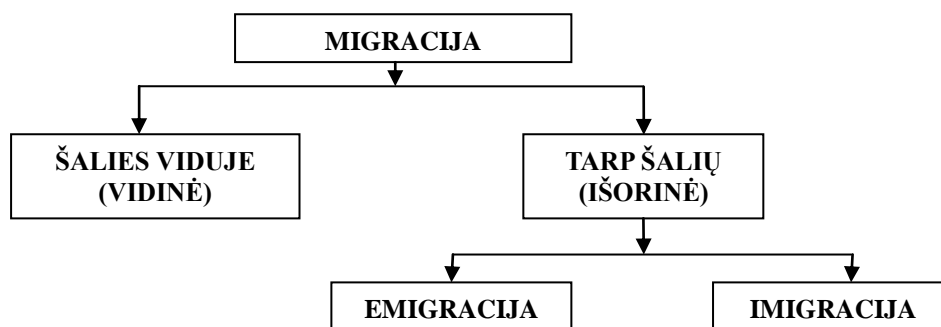 MIGRACIJA
ŠALIES VIDUJE
(VIDINĖ)
TARP ŠALIŲ
(IŠORINĖ)
EMIGRACIJA
IMIGRACIJA